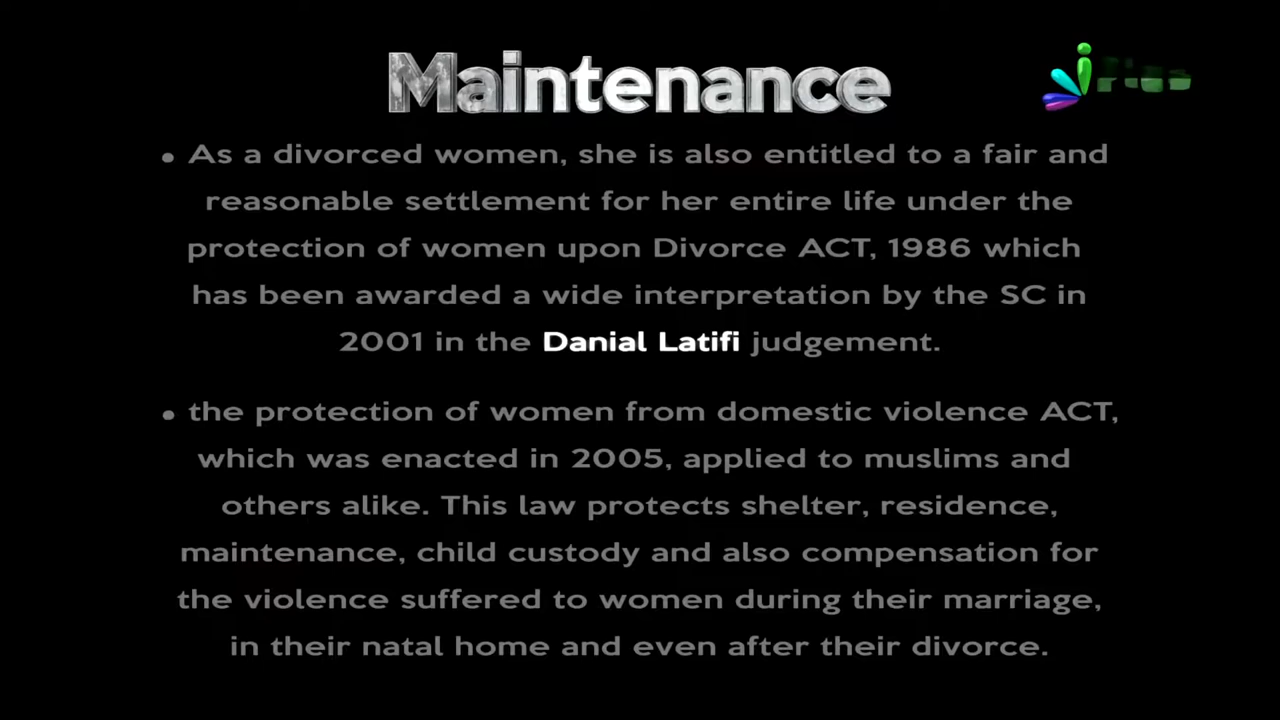 Maintenance
• As a divorced women, she is also entitled to a fair and
reasonable settlement for her entire life under the
protection of women upon Divorce ACT, 1986 which
has been awarded a wide interpretation by the SC in
2001 in the Danial Latifi judgement.
• the protection of women from domestic violence ACT,
which was enacted in 2005, applied to muslims and
others alike. This law protects shelter, residence,
maintenance, child custody and also compensation for
the violence suffered to women during their marriage,
in their natal home and even after their divorce.